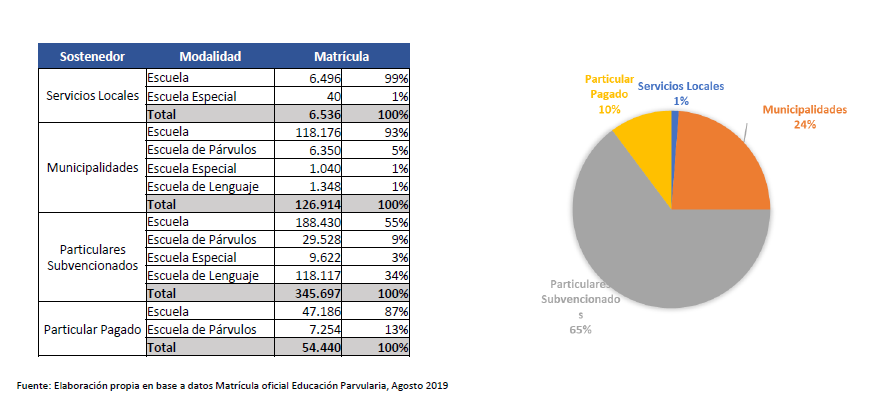 Sostenedor Modalidad Matrícula
Servicios Locales
Escuela 6.496 99%
Escuela Especial 40 1%
Total 6.536 100%
Municipalidades
Escuela 118.176 93%
Escuela de Párvulos 6.350 5%
Escuela Especial 1.040 1%
Escuela de Lenguaje 1.348 1%
Total 126.914 100%
Particulares
Subvencionados
Escuela 188.430 55%
Escuela de Párvulos 29.528 9%
Escuela Especial 9.622 3%
Escuela de Lenguaje 118.117 34%
Total 345.697 100%
Particular Pagado
Escuela 47.186 87%
Escuela de Párvulos 7.254 13%
Total 54.440 100%
Particular
Pagado
10%
Servicios Locales
1%
Municipalidades
24%
Particulares
Subvencionado
s
65%
Fuente: Elaboración propia en base a datos Matrícula oficial Educación Parvularia, Agosto 2019